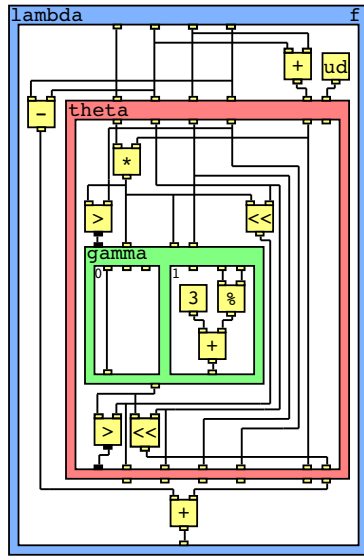 lambda f
+ ud
-
theta
*
> <<
gamma
0 1
3 %
+
> <<
+